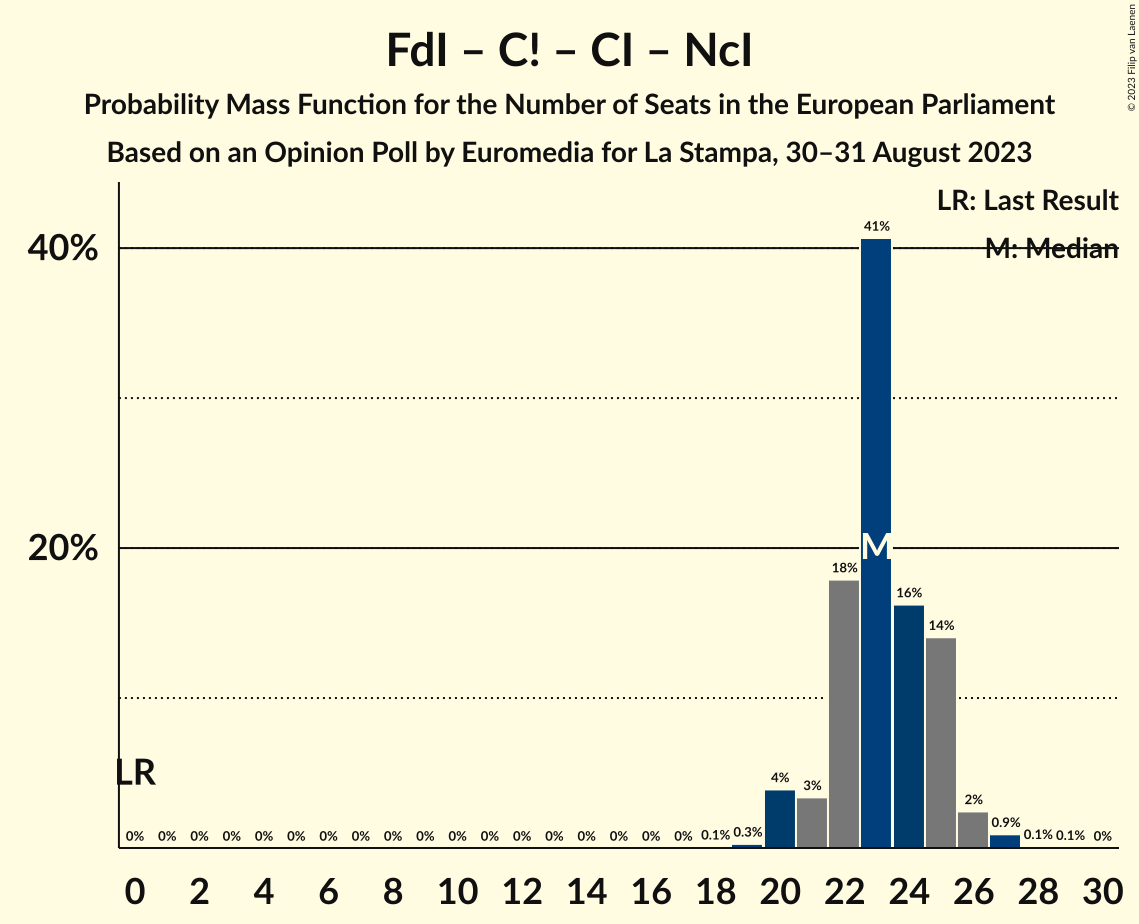 FdI – C! – CI – NcI
Probability Mass Function for the Number of Seats in the European Parliament
Based on an Opinion Poll by Euromedia for La Stampa, 30–31 August 2023
© 2023 Filip van Laenen
LR: Last Result
M: Median
40%
20%
41%
M
18%
16%
14%
LR
4%
3%
2%
0% 0% 0% 0% 0% 0% 0% 0% 0% 0% 0% 0% 0% 0% 0% 0% 0% 0% 0.1% 0.3% 0.9% 0.1% 0.1% 0%
0 2 4 6 8 10 12 14 16 18 20 22 24 26 28 30